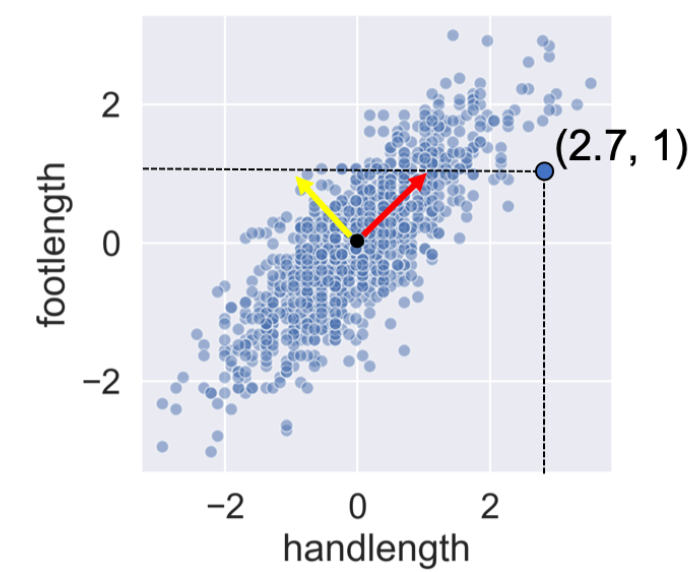 2
(2.7, 1)
0
−2
footlength
−2 0 2
handlength